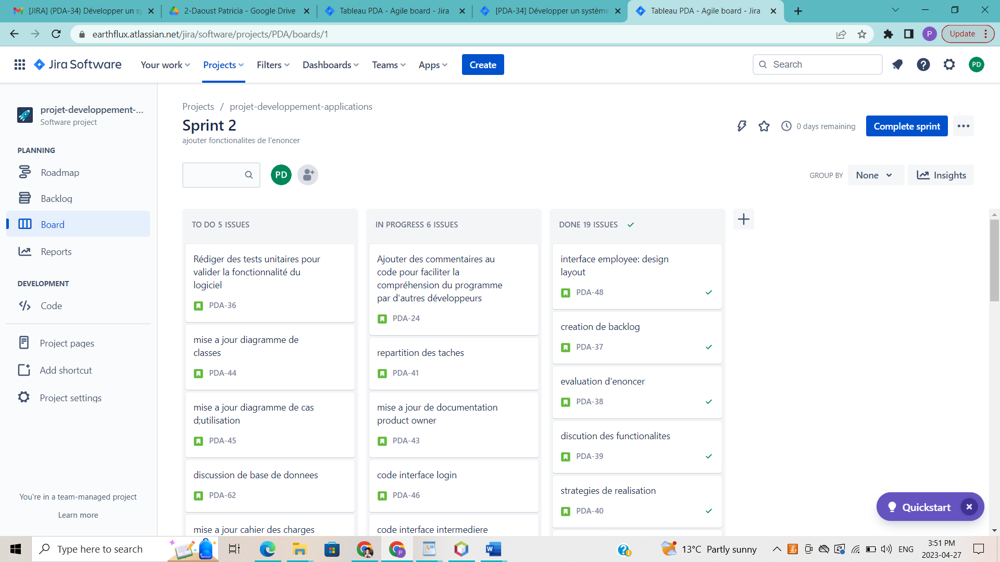 [JIRA] (PDA-34) Développer un sy
2-Daoust Patricia - Google Drive
Tableau PDA - Agile board - Jira
[PDA-34] Développer un système
Tableau PDA - Agile board - Jira
earthflux.atlassian.net/jira/software/projects/PDA/boards/1
P
Update
Jira Software
Your work
Projects
Filters
Dashboards
Teams
Apps
Create
Search
PD
projet-developpement-...
Software project
PLANNING
Roadmap
Backlog
Board
Reports
DEVELOPMENT
Code
Project pages
Add shortcut
Project settings
You're in a team-managed project
Learn more
Projects / projet-developpement-applications
Sprint 2
ajouter fonctionalites de l'enoncer
0 days remaining
Complete sprint
PD
GROUP BY
None
Insights
TO DO 5 ISSUES
Rédiger des tests unitaires pour
valider la fonctionnalité du
logiciel
PDA-36
mise a jour diagramme de
classes
PDA-44
mise a jour diagramme de cas
d;utilisation
PDA-45
discussion de base de donnees
PDA-62
mise a jour cahier des charges
IN PROGRESS 6 ISSUES
Ajouter des commentaires au
code pour faciliter la
compréhension du programme
par d'autres développeurs
PDA-24
repartition des taches
PDA-41
mise a jour de documentation
product owner
PDA-43
code interface login
PDA-46
code interface intermediere
DONE 19 ISSUES
interface employee: design
layout
PDA-48
creation de backlog
PDA-37
evaluation d'enoncer
PDA-38
discution des functionalites
PDA-39
strategies de realisation
PDA-40
Quickstart
Type here to search
13°C Partly sunny
ENG
3:51 PM
2023-04-27